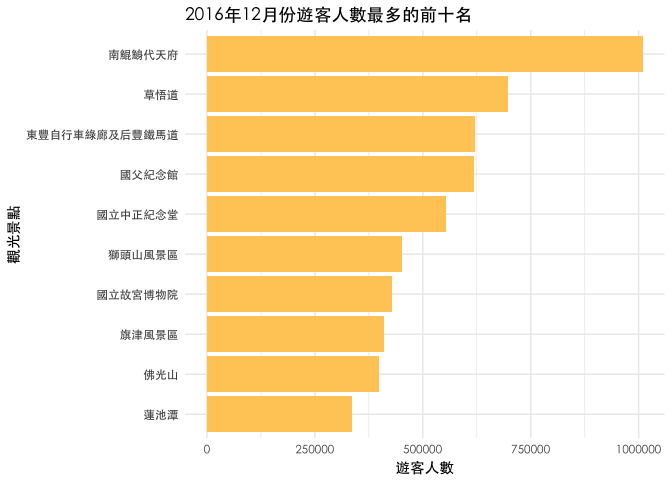 2016年12月份遊客人數最多的前十名
南鯤鯓代天府
草悟道
東豐自行車綠廊及后豐鐵馬道
國父紀念館
國立中正紀念堂
獅頭山風景區
國立故宮博物院
旗津風景區
佛光山
蓮池潭
觀光景點
0 250000 500000 750000 1000000
遊客人數